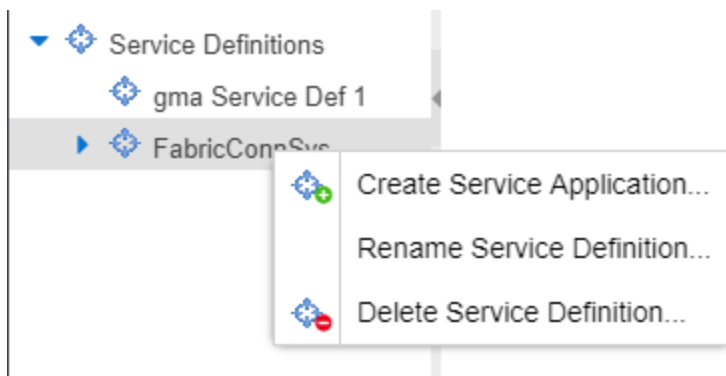 Service Definitions
gma Service Def 1
FabricConnSys
Create Service Application...
Rename Service Definition...
Delete Service Definition...